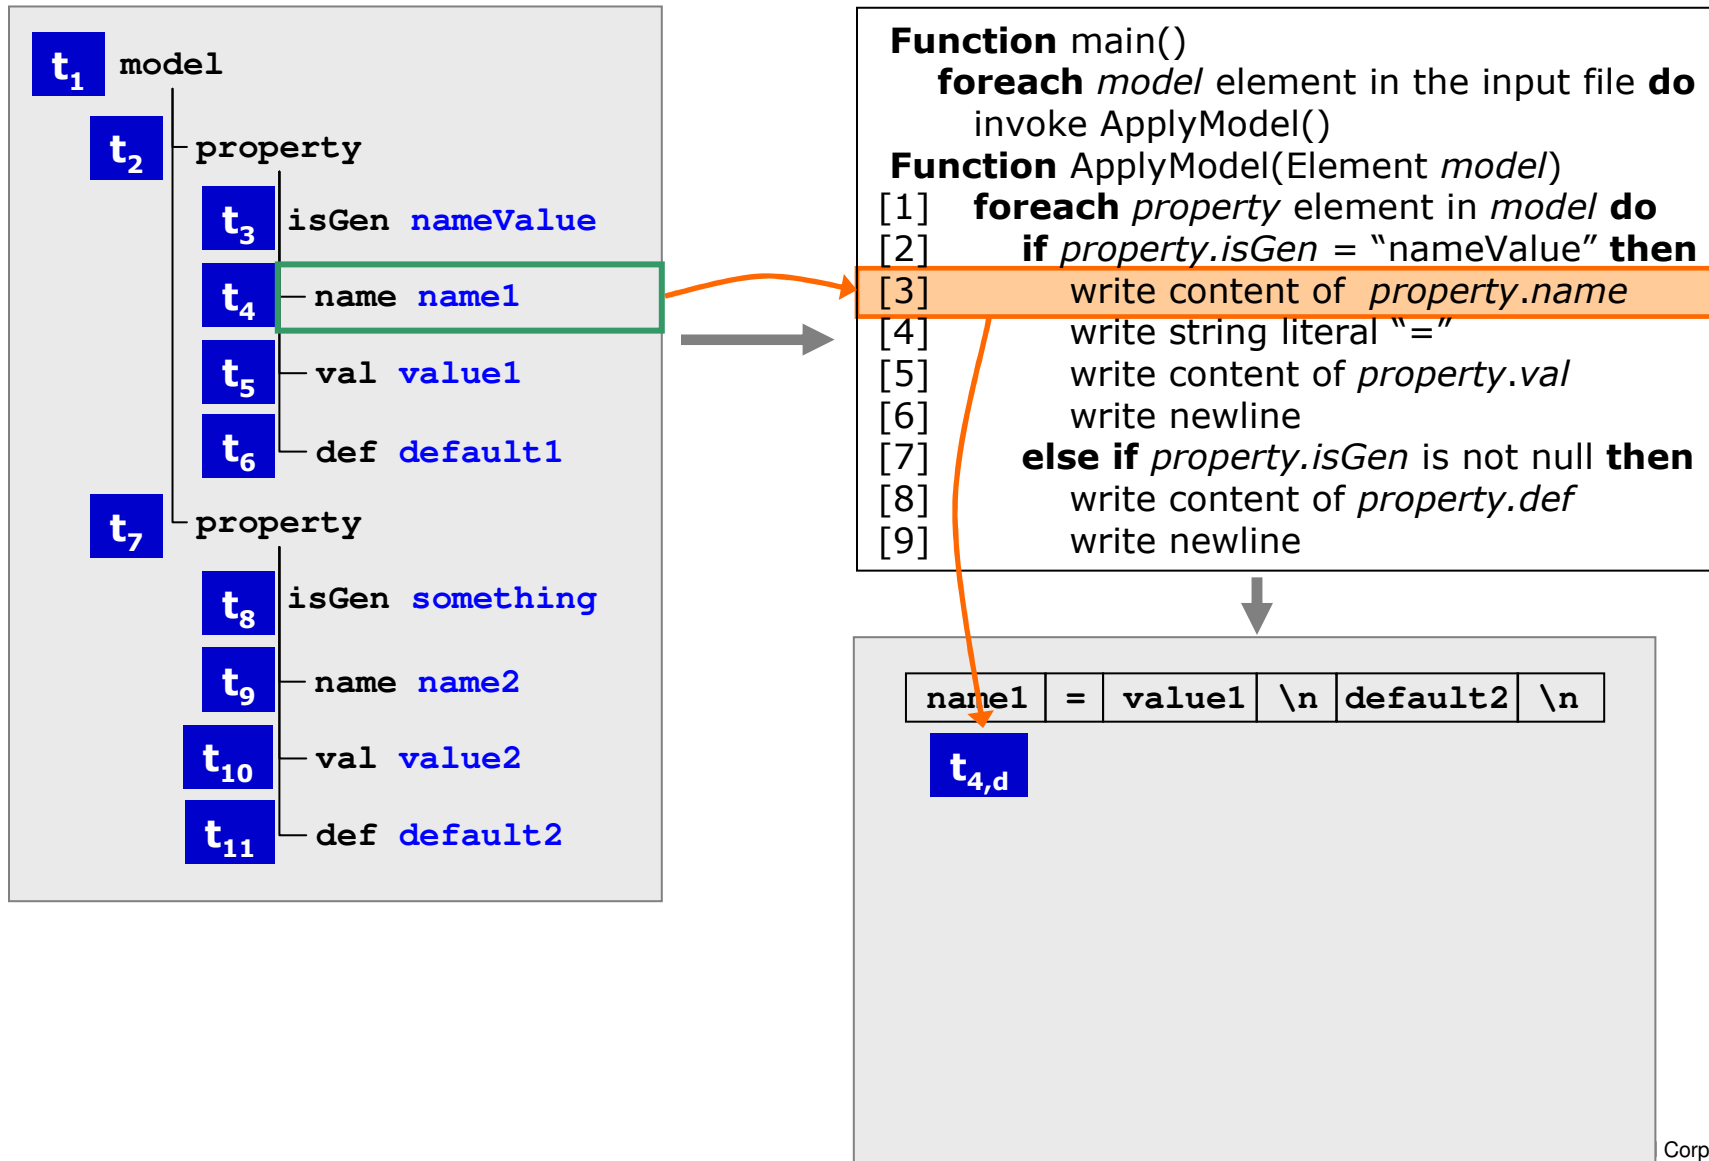 t1 model
t2 property
t3 isGen nameValue
t4 name name1
t5 val value1
t6 def default1
t7 property
t8 isGen something
t9 name name2
t10 val value2
t11 def default2
Function main()
foreach model element in the input file do
invoke ApplyModel()
Function ApplyModel(Element model)
[1] foreach property element in model do
[2] if property.isGen = “nameValue” then
[3] write content of property.name
[4] write string literal “=”
[5] write content of property.val
[6] write newline
[7] else if property.isGen is not null then
[8] write content of property.def
[9] write newline
name1 = value1 \n default2 \n
t4,d
Corp